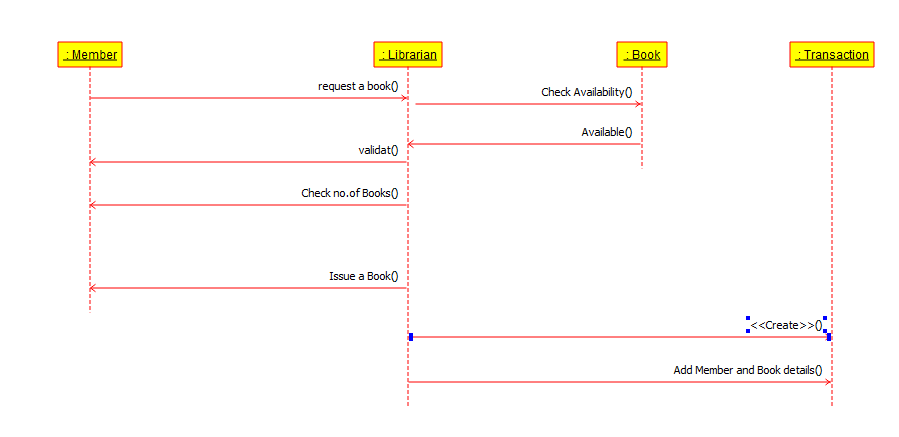 : Member
: Librarian
: Book
: Transaction
request a book()
Check Availability()
Available()
validat()
Check no.of Books()
Issue a Book()
<<Create>>()
Add Member and Book details()